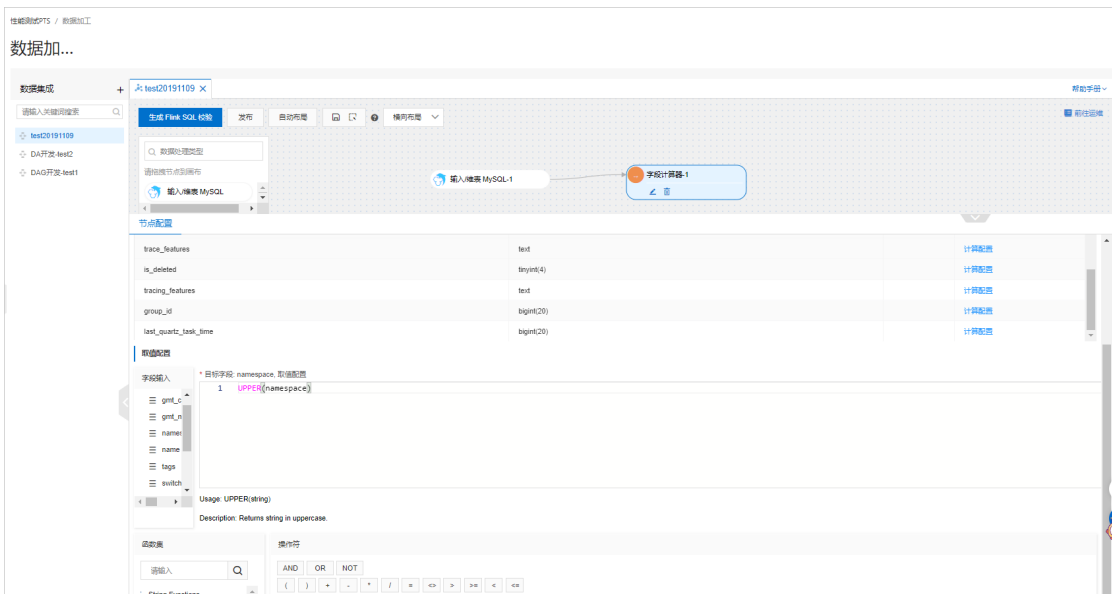 性能测试PTS / 数据加工
数据加...
数据集成 +
test20191109 ×
帮助手册
请输入关键词搜索
生成 Flink SQL 校验 发布 自动布局 横向布局
前往运维
test20191109
DA开发-test2
DAG开发-test1
数据处理类型
请拖拽节点到画布
输入/维表 MySQL
输入/维表 MySQL-1
字段计算器-1
节点配置
trace_features text 计算配置
is_deleted tinyint(4) 计算配置
tracing_features text 计算配置
group_id bigint(20) 计算配置
last_quartz_task_time bigint(20) 计算配置
取值配置
字段输入
* 目标字段: namespace, 取值配置
1 UPPER(namespace)
gmt_c
gmt_n
name
tags
switch
Usage: UPPER(string)
Description: Returns string in uppercase.
函数集
操作符
请输入
AND OR NOT
( ) + - * / = <> > >= < <=
String Functions